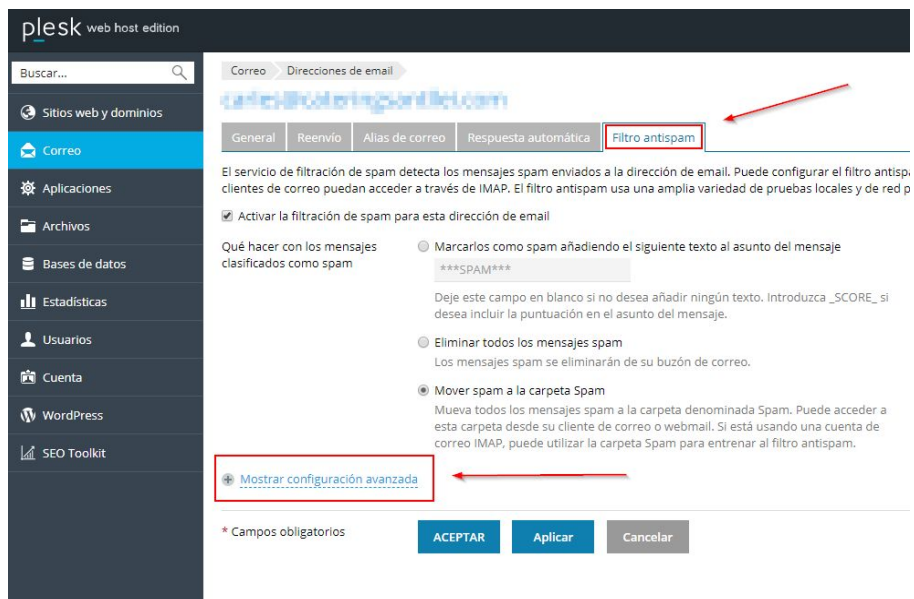 plesk web host edition
Buscar...
Sitios web y dominios
Correo
Aplicaciones
Archivos
Bases de datos
Estadísticas
Usuarios
Cuenta
WordPress
SEO Toolkit
Correo Direcciones de email
General Reenvío Alias de correo Respuesta automática Filtro antispam
El servicio de filtración de spam detecta los mensajes spam enviados a la dirección de email. Puede configurar el filtro antispa
clientes de correo puedan acceder a través de IMAP. El filtro antispam usa una amplia variedad de pruebas locales y de red p
Activar la filtración de spam para esta dirección de email
Qué hacer con los mensajes
clasificados como spam
Marcarlos como spam añadiendo el siguiente texto al asunto del mensaje
***SPAM***
Deje este campo en blanco si no desea añadir ningún texto. Introduzca _SCORE_ si
desea incluir la puntuación en el asunto del mensaje.
Eliminar todos los mensajes spam
Los mensajes spam se eliminarán de su buzón de correo.
Mover spam a la carpeta Spam
Mueva todos los mensajes spam a la carpeta denominada Spam. Puede acceder a
esta carpeta desde su cliente de correo o webmail. Si está usando una cuenta de
correo IMAP, puede utilizar la carpeta Spam para entrenar al filtro antispam.
Mostrar configuración avanzada
* Campos obligatorios
ACEPTAR Aplicar Cancelar